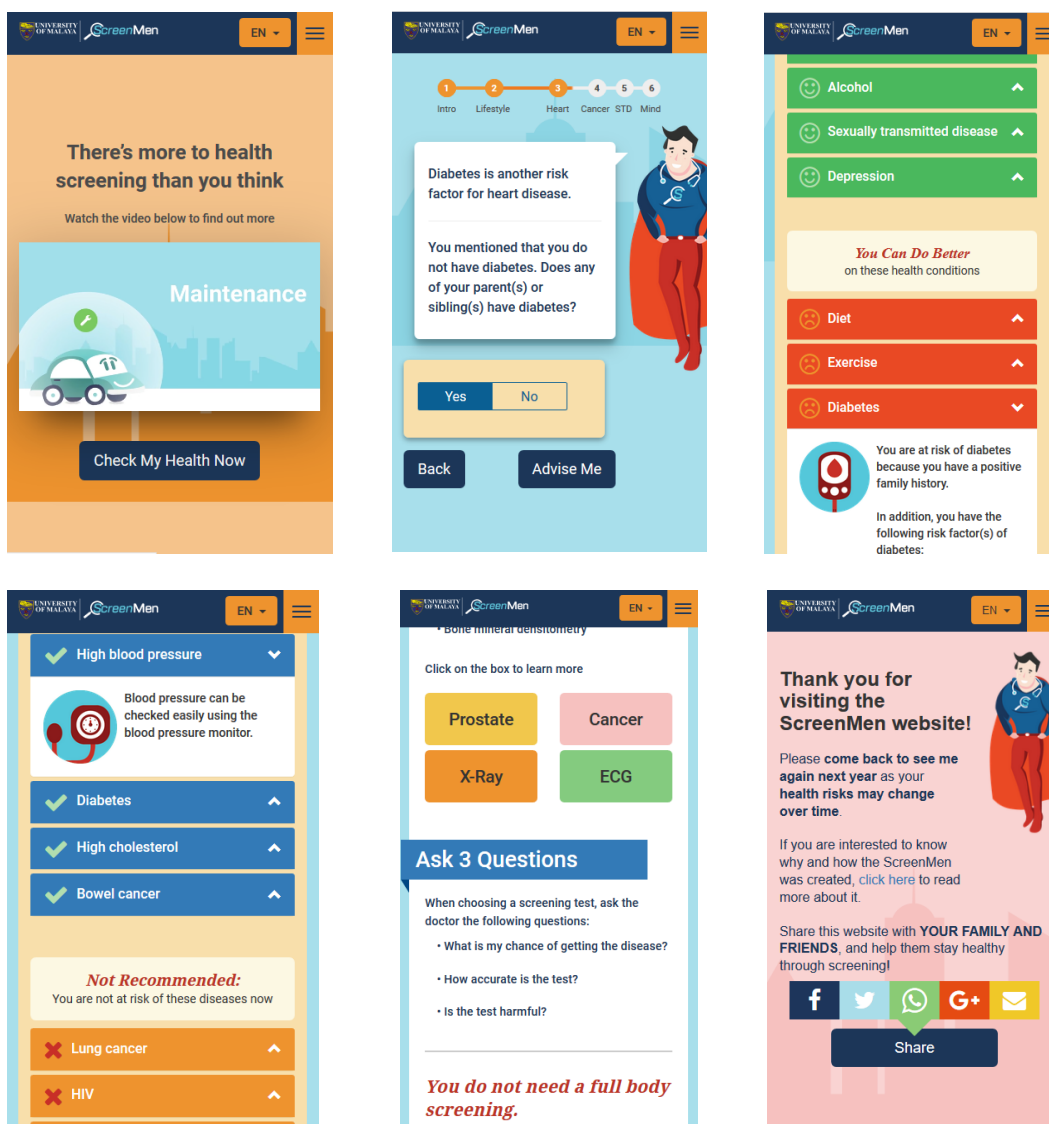 UNIVERSITY
OF MALAYA
ScreenMen
EN
There's more to health
screening than you think
Watch the video below to find out more
Maintenance
Check My Health Now
UNIVERSITY
OF MALAYA
ScreenMen
EN
1 2 3 4 5 6
Intro Lifestyle Heart Cancer STD Mind
Diabetes is another risk
factor for heart disease.
You mentioned that you do
not have diabetes. Does any
of your parent(s) or
sibling(s) have diabetes?
Yes No
Back Advise Me
UNIVERSITY
OF MALAYA
ScreenMen
EN
Alcohol
Sexually transmitted disease
Depression
You Can Do Better
on these health conditions
Diet
Exercise
Diabetes
You are at risk of diabetes
because you have a positive
family history.
In addition, you have the
following risk factor(s) of
diabetes:
UNIVERSITY
OF MALAYA
ScreenMen
EN
High blood pressure
Blood pressure can be
checked easily using the
blood pressure monitor.
Diabetes
High cholesterol
Bowel cancer
Not Recommended:
You are not at risk of these diseases now
Lung cancer
HIV
UNIVERSITY
OF MALAYA
ScreenMen
EN
• Bone mineral densitometry
Click on the box to learn more
Prostate Cancer
X-Ray ECG
Ask 3 Questions
When choosing a screening test, ask the
doctor the following questions:
• What is my chance of getting the disease?
• How accurate is the test?
• Is the test harmful?
You do not need a full body
screening.
UNIVERSITY
OF MALAYA
ScreenMen
EN
Thank you for
visiting the
ScreenMen website!
Please come back to see me
again next year as your
health risks may change
over time.
If you are interested to know
why and how the ScreenMen
was created, click here to read
more about it.
Share this website with YOUR FAMILY AND
FRIENDS, and help them stay healthy
through screening!
f G+
Share